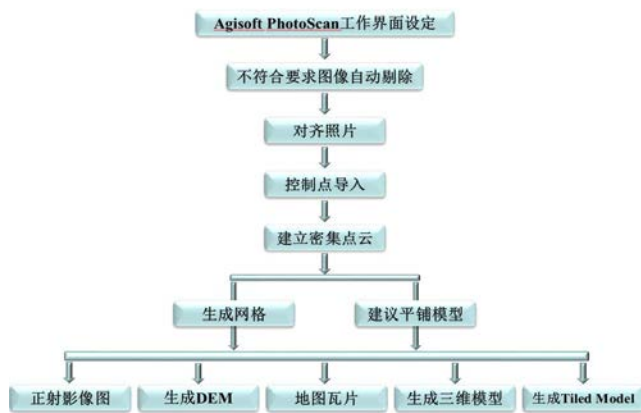 Agisoft PhotoScan工作界面设定
不符合要求图像自动剔除
对齐照片
控制点导入
建立密集点云
生成网格
建议平铺模型
正射影像图
生成DEM
地图瓦片
生成三维模型
生成Tiled Model